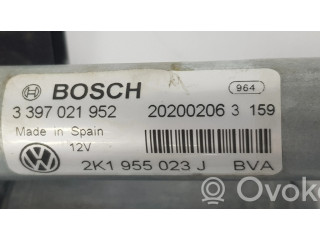 BOSCH
964
3 397 021 952 20200206 3 159
Made in Spain
12V
2K1 955 023 J BVA
OVOKO